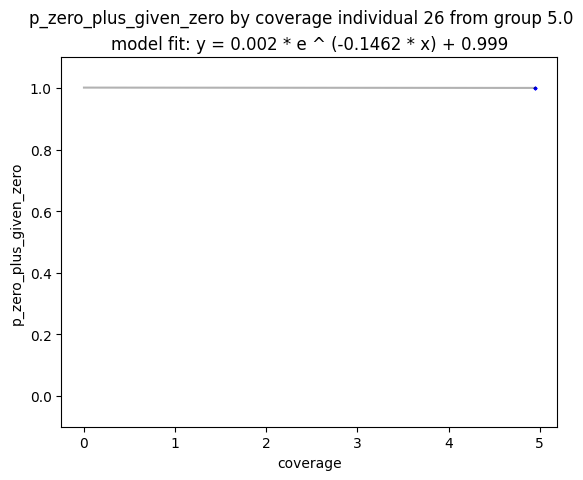 p_zero_plus_given_zero by coverage individual 26 from group 5.0
model fit: y = 0.002 * e ^ (-0.1462 * x) + 0.999
1.0
0.8
0.6
0.4
0.2
0.0
p_zero_plus_given_zero
0 1 2 3 4 5
coverage